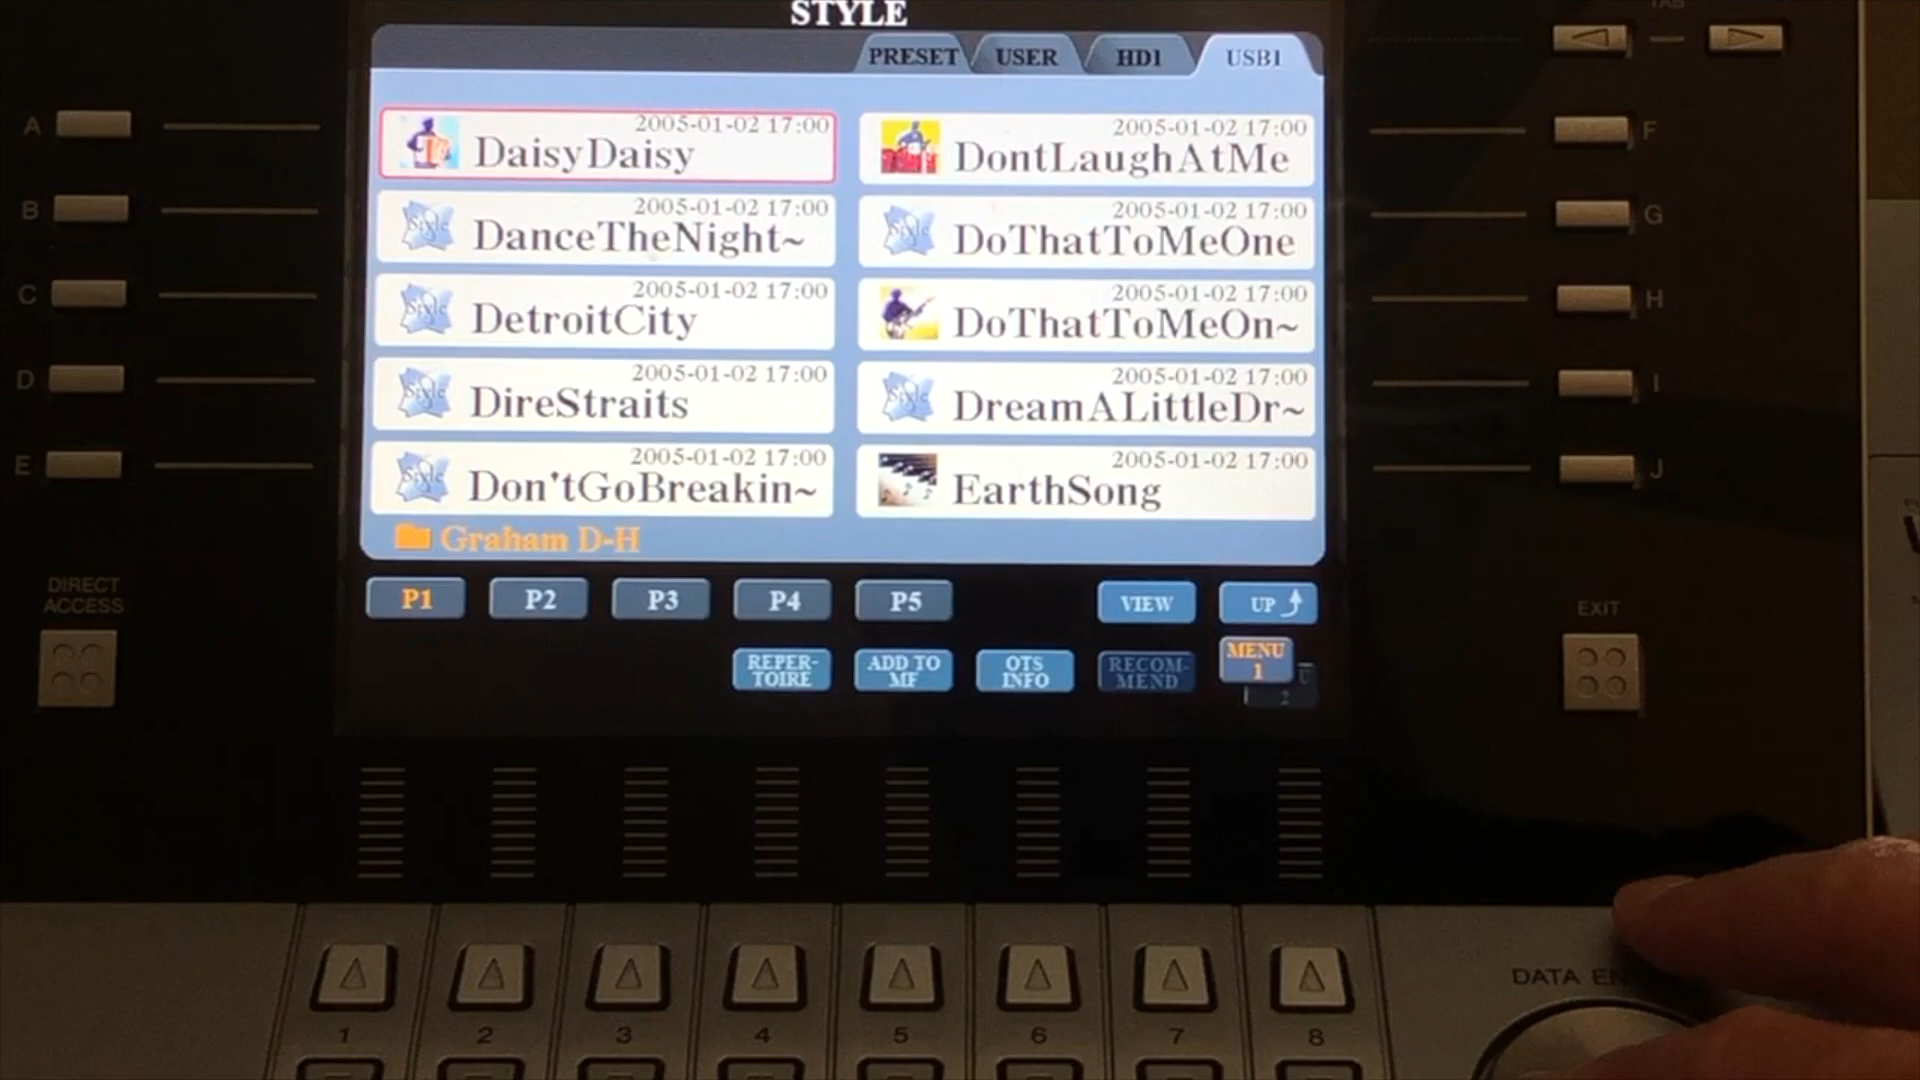 STYLE
PRESET USER HD1 USB1
TAB
A
2005-01-02 17:00
DaisyDaisy
2005-01-02 17:00
DontLaughAtMe
F
B
2005-01-02 17:00
DanceTheNight~
2005-01-02 17:00
DoThatToMeOne
G
C
2005-01-02 17:00
DetroitCity
2005-01-02 17:00
DoThatToMeOn~
H
D
2005-01-02 17:00
DireStraits
2005-01-02 17:00
DreamALittleDr~
I
E
2005-01-02 17:00
Don'tGoBreakin~
2005-01-02 17:00
EarthSong
J
Graham D-H
DIRECT
ACCESS
P1 P2 P3 P4 P5 VIEW UP
EXIT
REPER-
TOIRE
ADD TO
MF
OTS
INFO
RECOM-
MEND
MENU
1
2
DATA EN
1 2 3 4 5 6 7 8